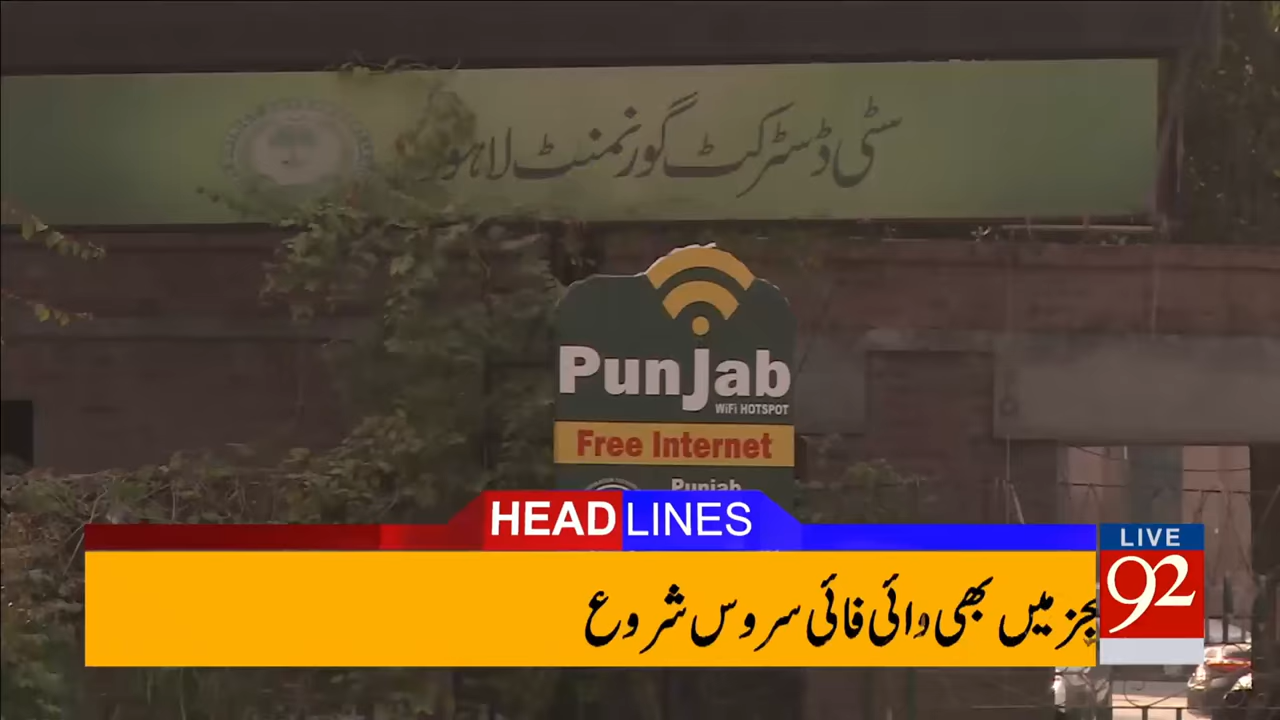 سٹی ڈسٹرکٹ گورنمنٹ لاہور
PunJab
WiFi HOTSPOT
Free Internet
Punjab
HEADLINES
LIVE
92
میں بھی وائی فائی سروس شروع